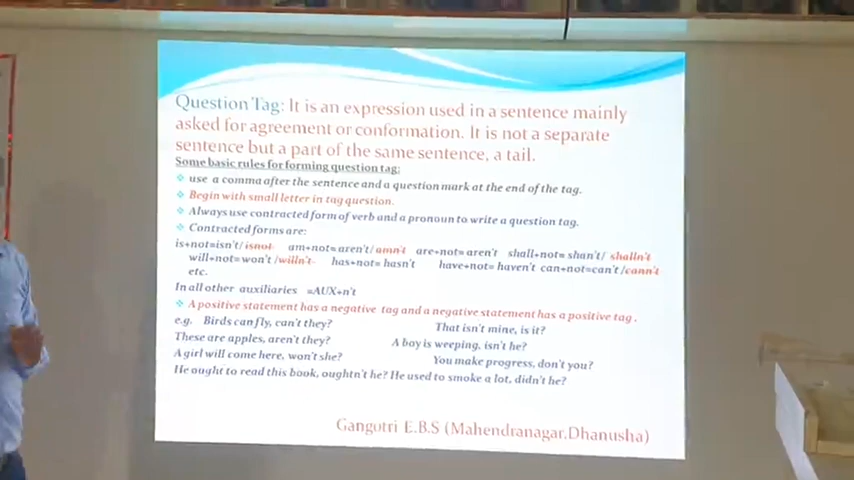 Question Tag: It is an expression used in a sentence mainly
asked for agreement or conformation. It is not a separate
sentence but a part of the same sentence, a tail.
Some basic rules for forming question tag:
use a comma after the sentence and a question mark at the end of the tag.
Begin with small letter in tag question.
Always use contracted form of verb and a pronoun to write a question tag.
Contracted forms are:
is+not=isn't/isnot am+not=aren't/amn't are+not=aren't shall+not=shan't/ shalln't
will+not=won't /willn't has+not= hasn't have+not= haven't can+not=can't /cann't
etc.
In all other auxiliaries =AUX+n't
A positive statement has a negative tag and a negative statement has a positive tag.
e.g. Birds can fly, can't they? That isn't mine, is it?
These are apples, aren't they? A boy is weeping, isn't he?
A girl will come here, won't she? You make progress, don't you?
He ought to read this book, oughtn't he? He used to smoke a lot, didn't he?
Gangotri E.B.S (Mahendranagar.Dhanusha)